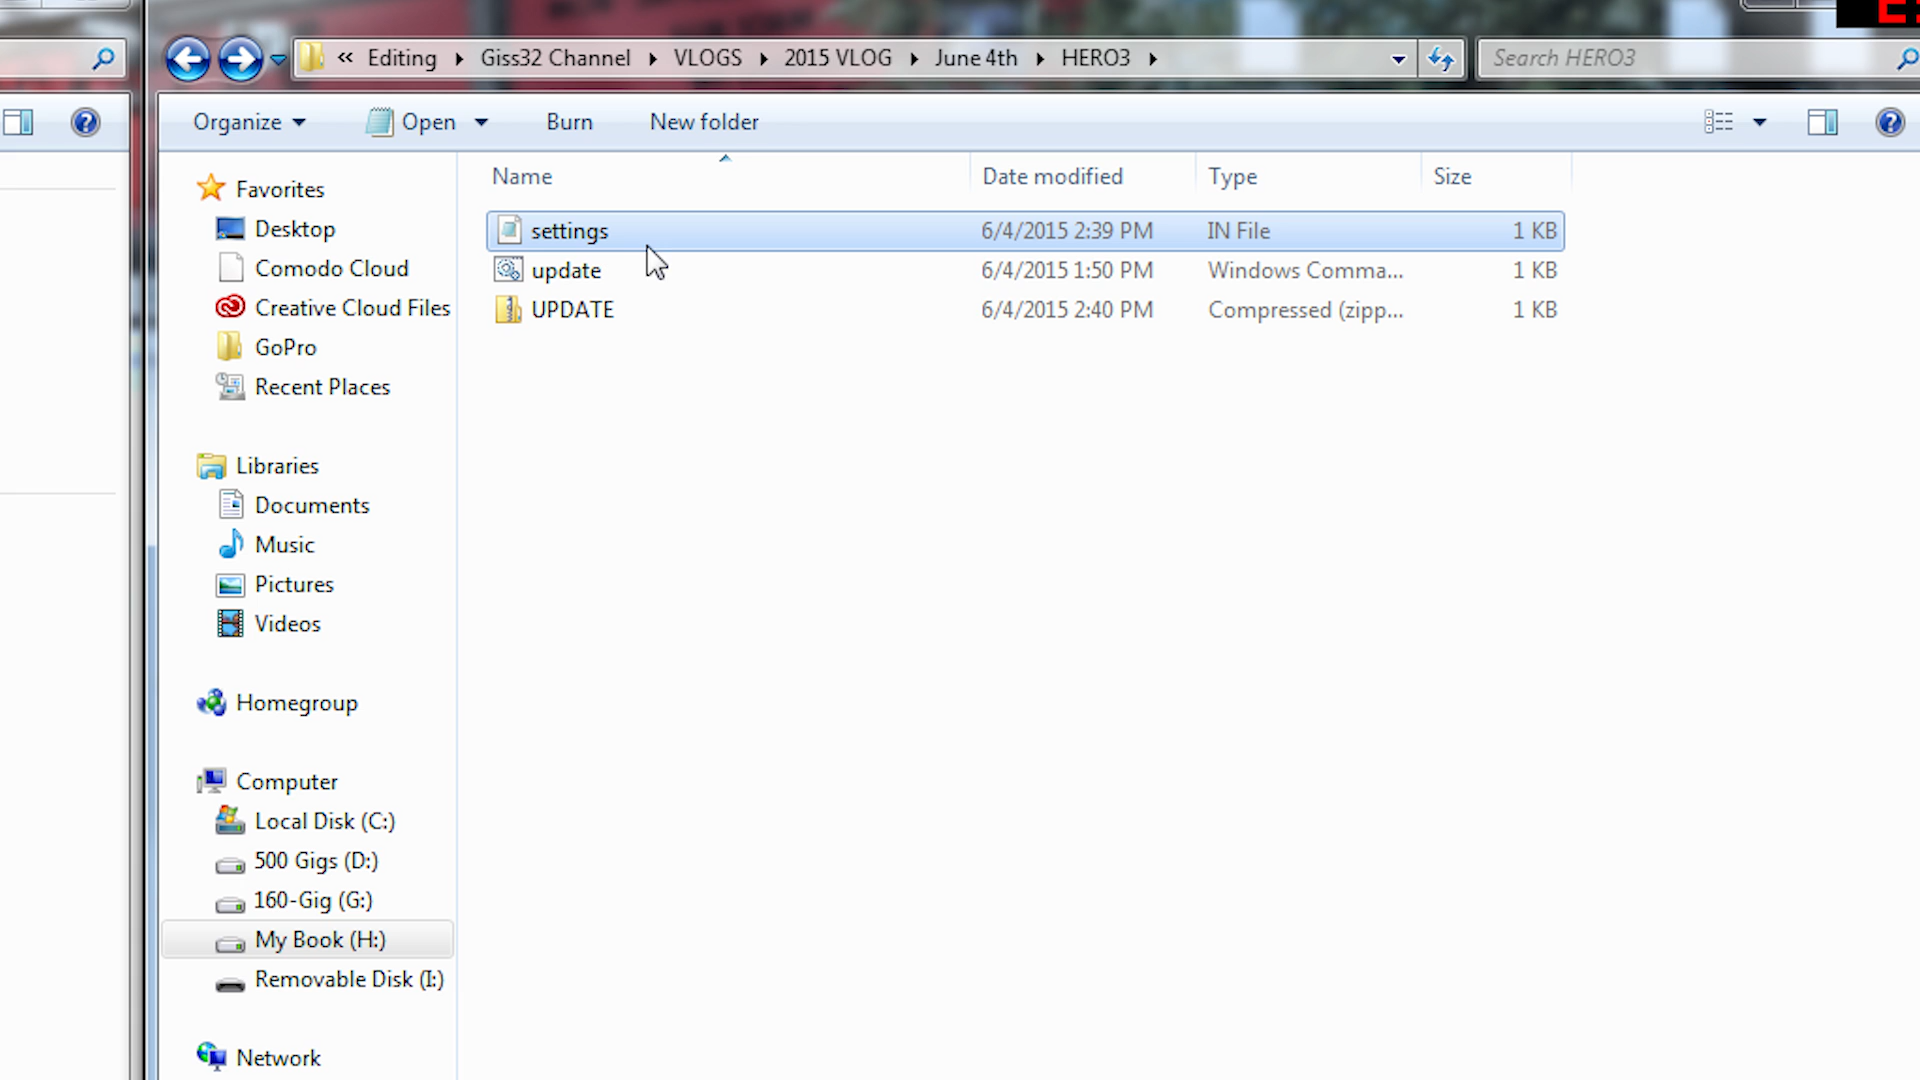 « Editing ▸ Giss32 Channel ▸ VLOGS ▸ 2015 VLOG ▸ June 4th ▸ HERO3 ▸
Search HERO3
Organize Open Burn New folder
Name Date modified Type Size
settings 6/4/2015 2:39 PM IN File 1 KB
update 6/4/2015 1:50 PM Windows Comma... 1 KB
UPDATE 6/4/2015 2:40 PM Compressed (zipp... 1 KB
Favorites
Desktop
Comodo Cloud
Creative Cloud Files
GoPro
Recent Places
Libraries
Documents
Music
Pictures
Videos
Homegroup
Computer
Local Disk (C:)
500 Gigs (D:)
160-Gig (G:)
My Book (H:)
Removable Disk (I:)
Network